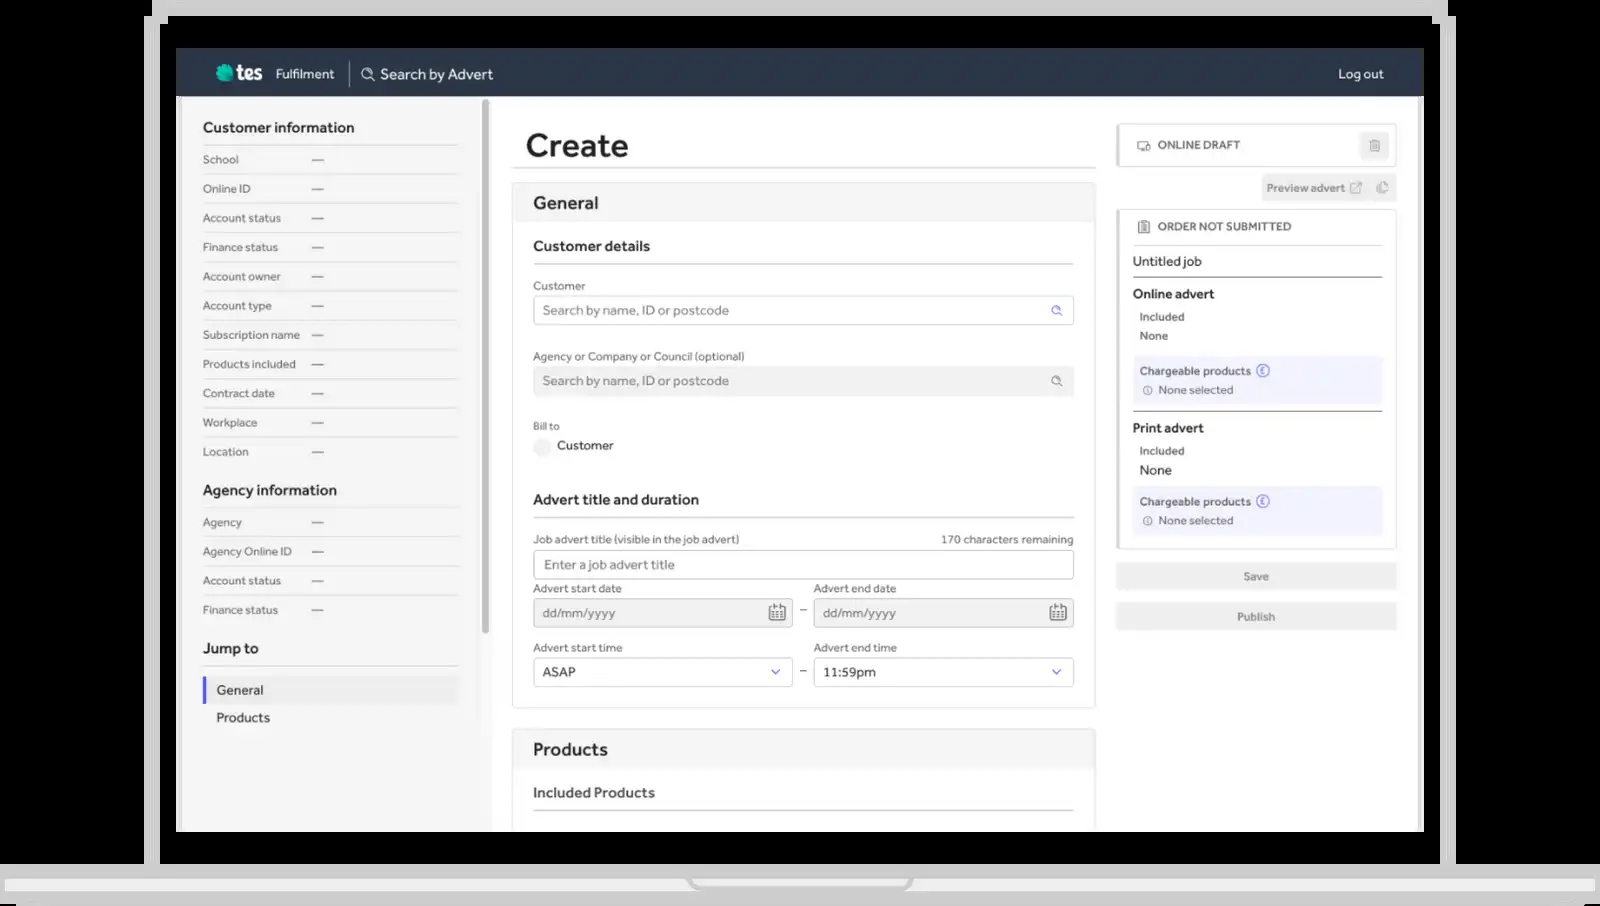 tes Fulfilment Search by Advert Log out
Customer information
School —
Online ID —
Account status —
Finance status —
Account owner —
Account type —
Subscription name —
Products included —
Contract date —
Workplace —
Location —
Agency information
Agency —
Agency Online ID —
Account status —
Finance status —
Jump to
General
Products
Create
General
Customer details
Customer
Search by name, ID or postcode
Agency or Company or Council (optional)
Search by name, ID or postcode
Bill to
Customer
Advert title and duration
Job advert title (visible in the job advert) 170 characters remaining
Enter a job advert title
Advert start date Advert end date
dd/mm/yyyy – dd/mm/yyyy
Advert start time Advert end time
ASAP – 11:59pm
Products
Included Products
ONLINE DRAFT
Preview advert
ORDER NOT SUBMITTED
Untitled job
Online advert
Included
None
Chargeable products £
None selected
Print advert
Included
None
Chargeable products £
None selected
Save
Publish